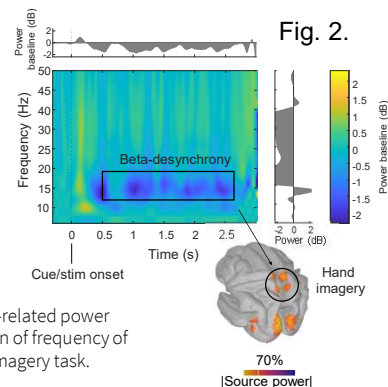 Fig. 2.
Power
baseline (dB)
2
0
-2
Frequency (Hz)
50
45
40
35
30
25
20
15
10
Beta-desynchrony
0 0.5 1 1.5 2 2.5
Time (s)
Cue/stim onset
-2 0 2
Power (dB)
2
1.5
1
0.5
0
-0.5
-1
-1.5
-2
Power baseline (dB)
Hand
imagery
-related power
n of frequency of
magery task.
70%
|Source power|